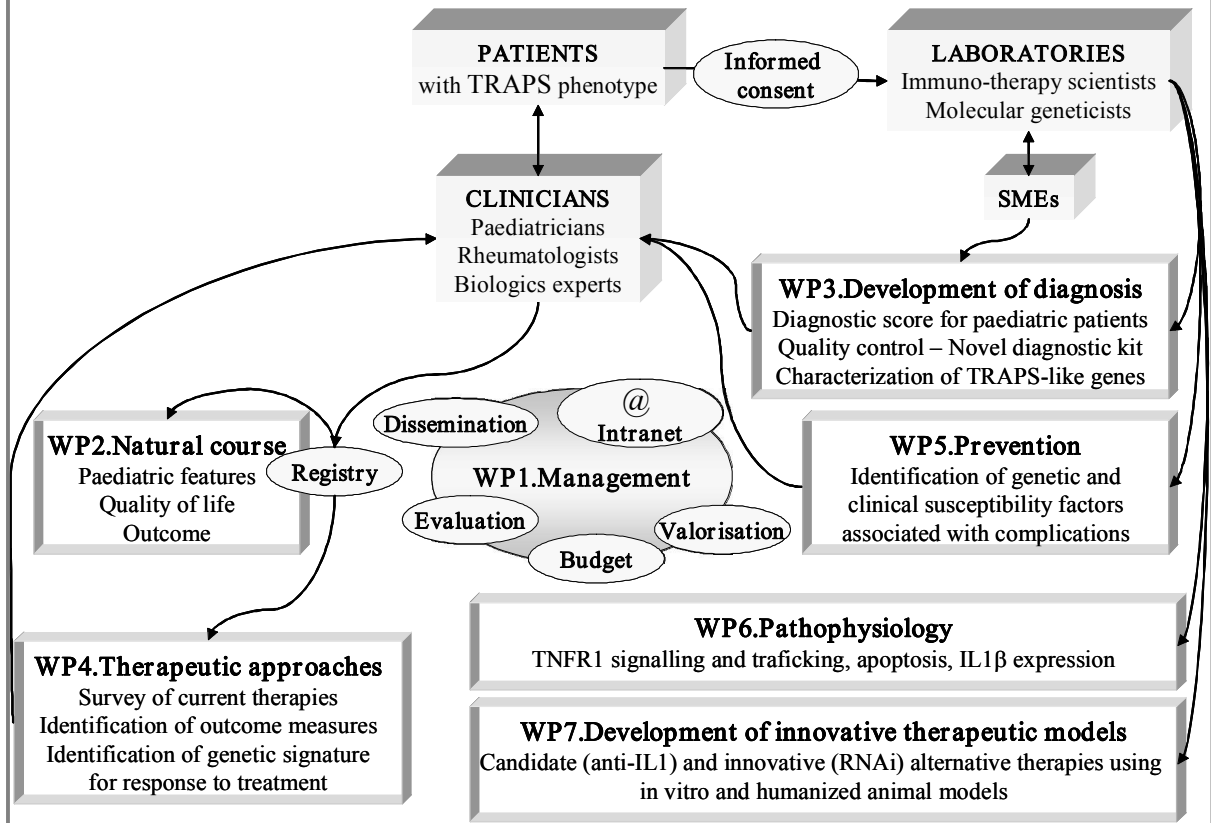 PATIENTS
with TRAPS phenotype
Informed
consent
LABORATORIES
Immuno-therapy scientists
Molecular geneticists
SMEs
CLINICIANS
Paediatricians
Rheumatologists
Biologics experts
WP3.Development of diagnosis
Diagnostic score for paediatric patients
Quality control – Novel diagnostic kit
Characterization of TRAPS-like genes
WP2.Natural course
Paediatric features
Quality of life
Outcome
Registry
Dissemination
@
Intranet
WP1.Management
Evaluation
Valorisation
Budget
WP5.Prevention
Identification of genetic and
clinical susceptibility factors
associated with complications
WP4.Therapeutic approaches
Survey of current therapies
Identification of outcome measures
Identification of genetic signature
for response to treatment
WP6.Pathophysiology
TNFR1 signalling and traficking, apoptosis, IL1β expression
WP7.Development of innovative therapeutic models
Candidate (anti-IL1) and innovative (RNAi) alternative therapies using
in vitro and humanized animal models